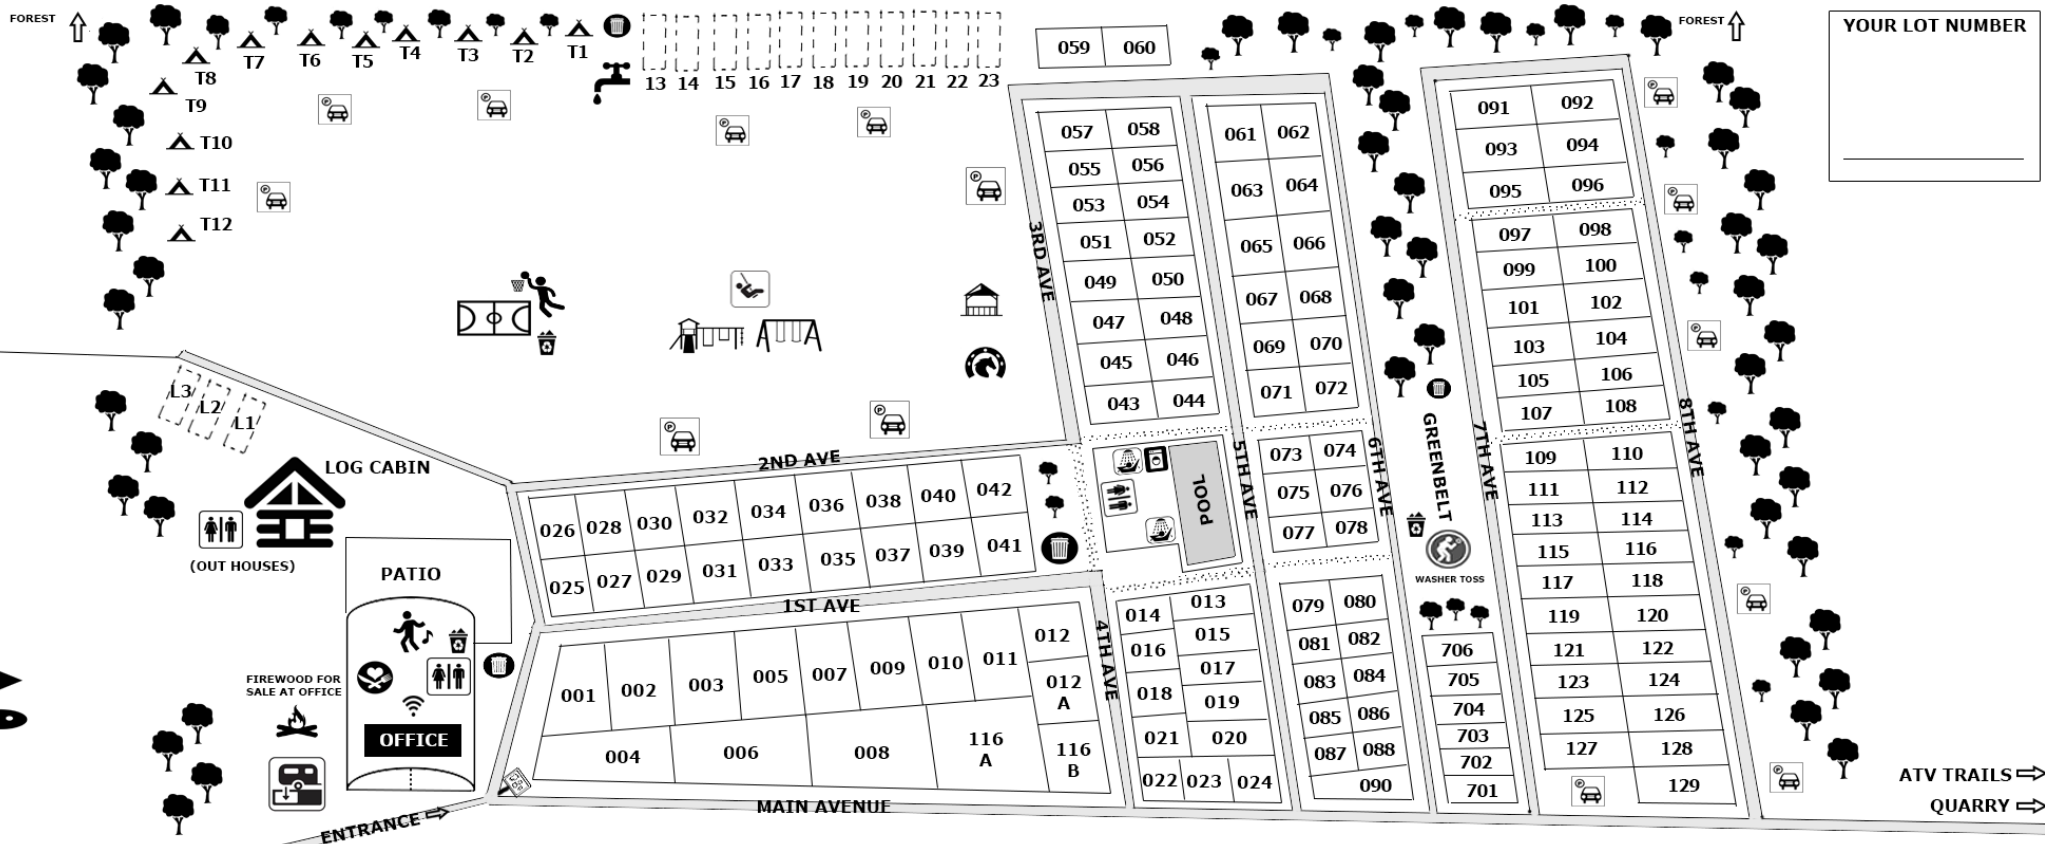 FOREST
T8
T7
T6
T5
T4
T3
T2
T1
T9
T10
T11
T12
13 14 15 16 17 18 19 20 21 22 23
059 060
FOREST
YOUR LOT NUMBER
057 058
055 056
053 054
051 052
049 050
047 048
045 046
043 044
3RD AVE
061 062
063 064
065 066
067 068
069 070
071 072
073 074
075 076
077 078
079 080
081 082
083 084
085 086
087 088
090
091 092
093 094
095 096
097 098
099 100
101 102
103 104
105 106
107 108
109 110
111 112
113 114
115 116
117 118
119 120
121 122
123 124
125 126
127 128
129
5TH AVE
6TH AVE
GREENBELT
7TH AVE
8TH AVE
WASHER TOSS
706
705
704
703
702
701
L3
L2
L1
LOG CABIN
(OUT HOUSES)
PATIO
FIREWOOD FOR
SALE AT OFFICE
OFFICE
2ND AVE
026 028 030 032 034 036 038 040 042
025 027 029 031 033 035 037 039 041
1ST AVE
POOL
001 002 003 005 007 009 010 011 012
012
A
004 006 008 116
A
116
B
4TH AVE
014 013
016 015
017
018 019
021 020
022 023 024
MAIN AVENUE
ENTRANCE
ATV TRAILS
QUARRY
P
P
P
P
P
P
P
P
P
P
P
P
P
P